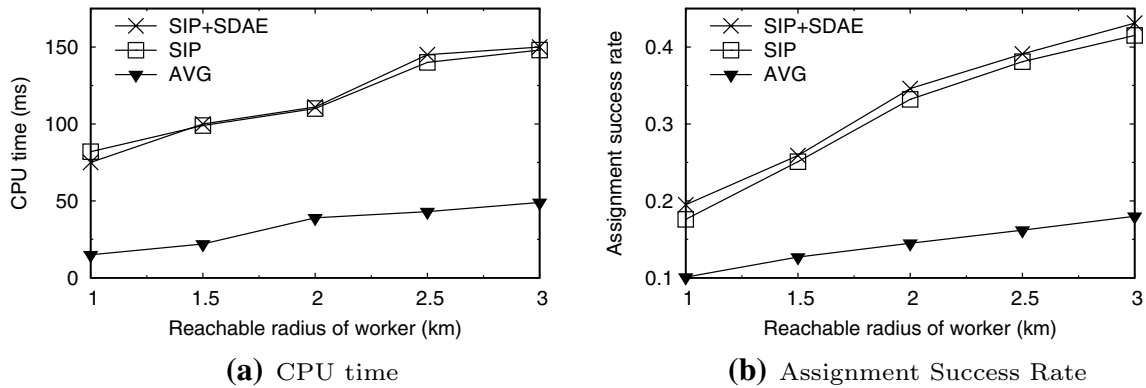 SIP+SDAE
SIP
AVG
150
100
50
0
CPU time (ms)
1 1.5 2 2.5 3
Reachable radius of worker (km)
(a) CPU time
SIP+SDAE
SIP
AVG
0.4
0.3
0.2
0.1
Assignment success rate
1 1.5 2 2.5 3
Reachable radius of worker (km)
(b) Assignment Success Rate